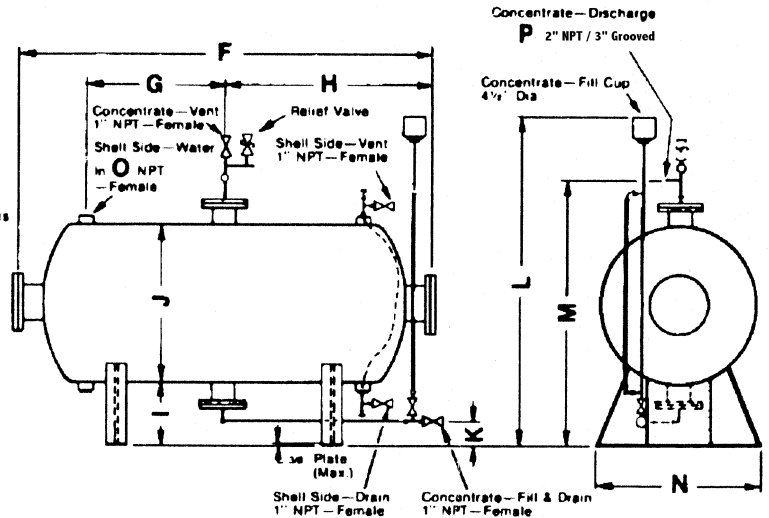 Concentrate—Discharge
P 2" NPT / 3" Grooved
F
G
H
Concentrate—Fill Cup
4½" Dia
Concentrate—Vent
1" NPT—Female
Relief Valve
Shell Side—Water
In O NPT
—Female
Shell Side—Vent
1" NPT—Female
J
L
M
I
K
N
3/8 Plate
(Max.)
Shell Side—Drain
1" NPT—Female
Concentrate—Fill & Drain
1" NPT—Female